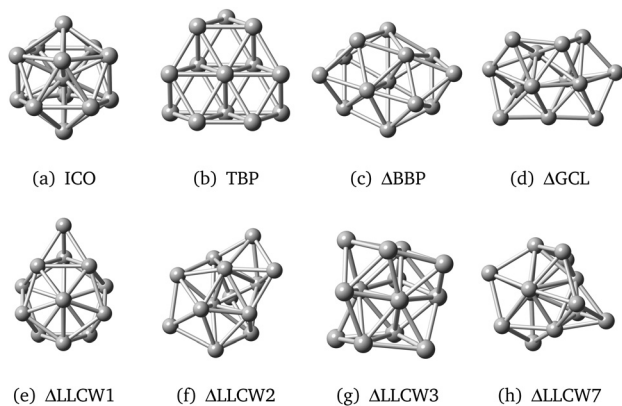 (a) ICO
(b) TBP
(c) ΔBBP
(d) ΔGCL
(e) ΔLLCW1
(f) ΔLLCW2
(g) ΔLLCW3
(h) ΔLLCW7